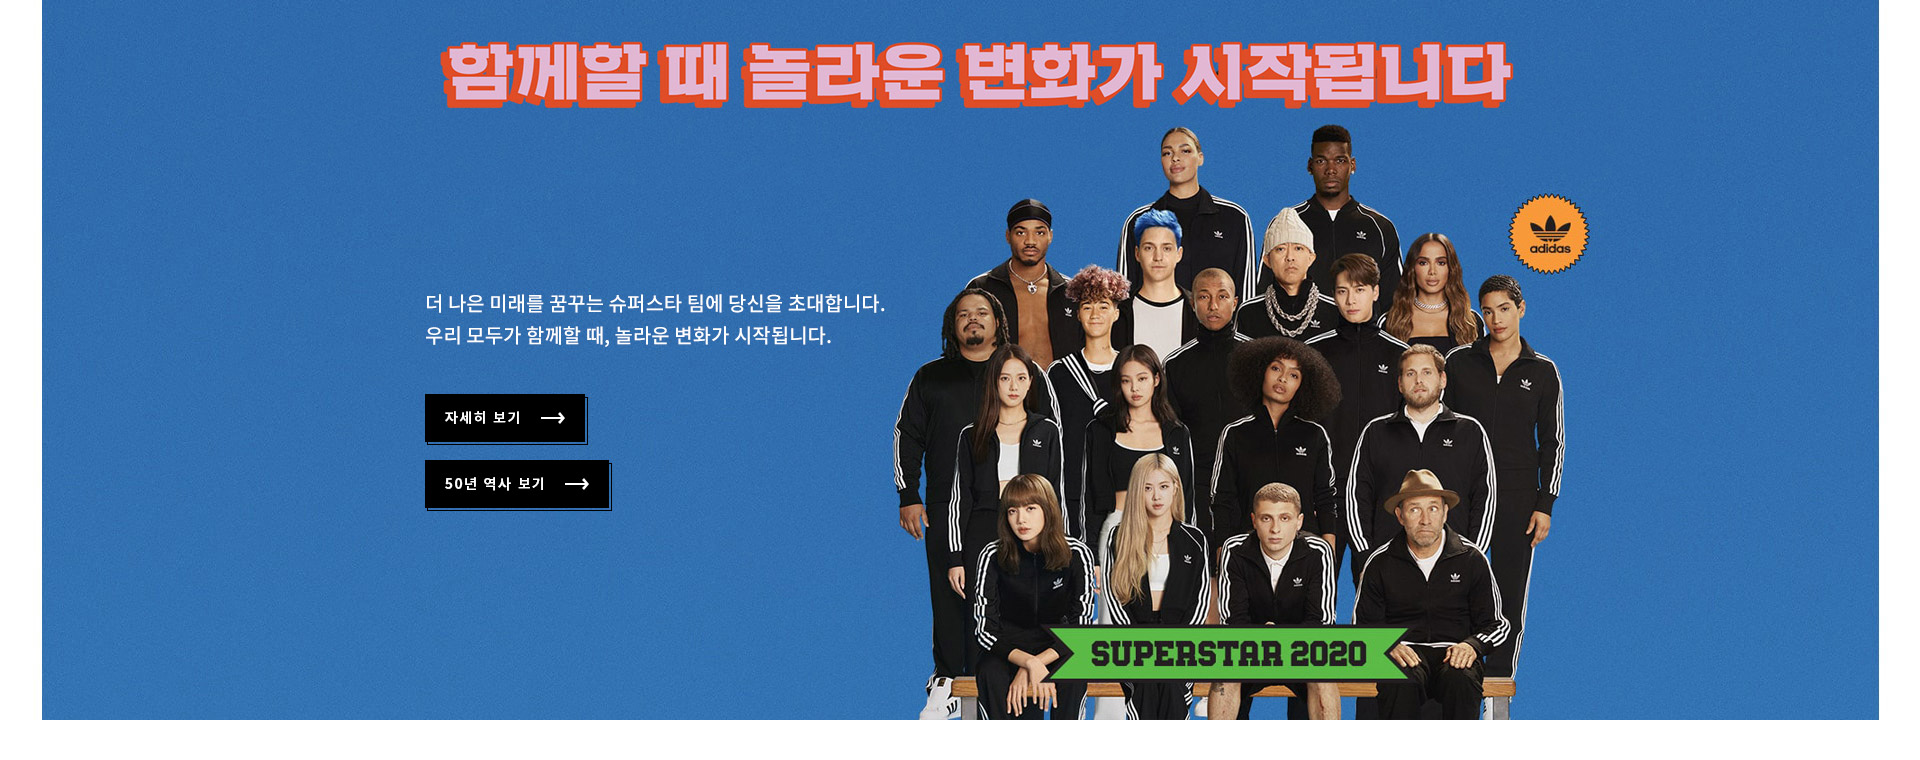 함께할 때 놀라운 변화가 시작됩니다
adidas
더 나은 미래를 꿈꾸는 슈퍼스타 팀에 당신을 초대합니다.
우리 모두가 함께할 때, 놀라운 변화가 시작됩니다.
자세히 보기
50년 역사 보기
SUPERSTAR 2020